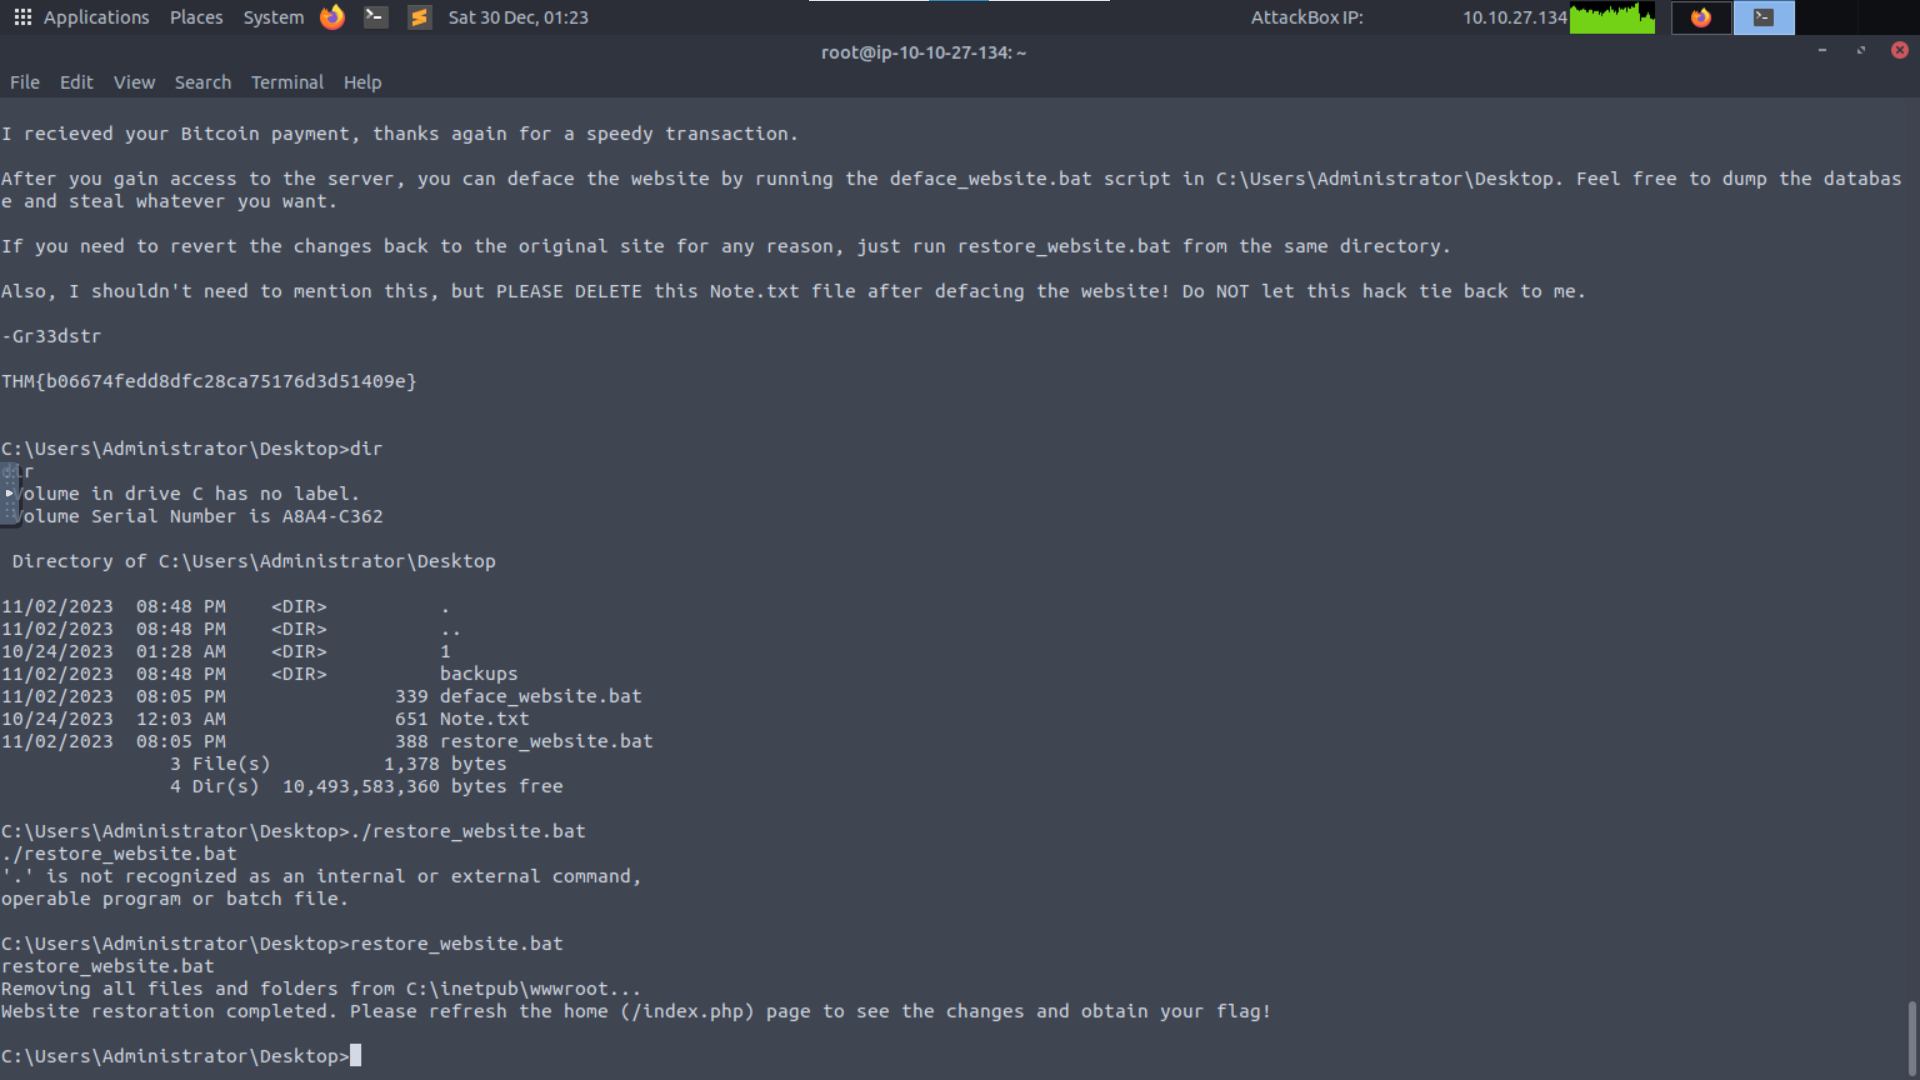 Applications Places System Sat 30 Dec, 01:23 AttackBox IP: 10.10.27.134
root@ip-10-10-27-134: ~
File Edit View Search Terminal Help
I recieved your Bitcoin payment, thanks again for a speedy transaction.
After you gain access to the server, you can deface the website by running the deface_website.bat script in C:\Users\Administrator\Desktop. Feel free to dump the databas
e and steal whatever you want.
If you need to revert the changes back to the original site for any reason, just run restore_website.bat from the same directory.
Also, I shouldn't need to mention this, but PLEASE DELETE this Note.txt file after defacing the website! Do NOT let this hack tie back to me.
-Gr33dstr
THM{b06674fedd8dfc28ca75176d3d51409e}
C:\Users\Administrator\Desktop>dir
dir
Volume in drive C has no label.
Volume Serial Number is A8A4-C362
Directory of C:\Users\Administrator\Desktop
11/02/2023 08:48 PM <DIR> .
11/02/2023 08:48 PM <DIR> ..
10/24/2023 01:28 AM <DIR> 1
11/02/2023 08:48 PM <DIR> backups
11/02/2023 08:05 PM 339 deface_website.bat
10/24/2023 12:03 AM 651 Note.txt
11/02/2023 08:05 PM 388 restore_website.bat
3 File(s) 1,378 bytes
4 Dir(s) 10,493,583,360 bytes free
C:\Users\Administrator\Desktop>./restore_website.bat
./restore_website.bat
'.' is not recognized as an internal or external command,
operable program or batch file.
C:\Users\Administrator\Desktop>restore_website.bat
restore_website.bat
Removing all files and folders from C:\inetpub\wwwroot...
Website restoration completed. Please refresh the home (/index.php) page to see the changes and obtain your flag!
C:\Users\Administrator\Desktop>